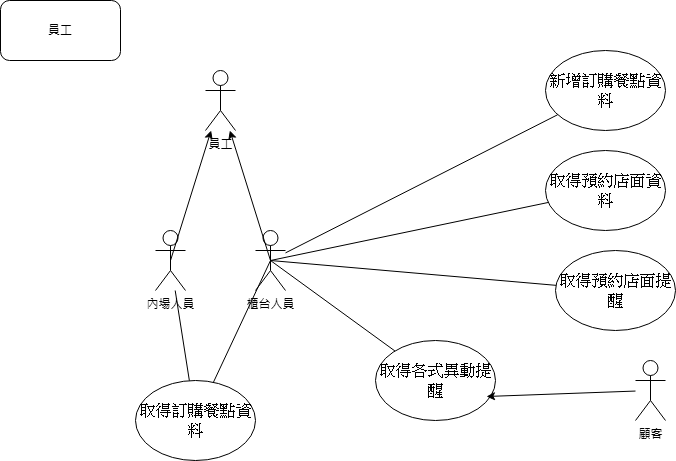 員工
員工
新增訂購餐點資
料
取得預約店面資
料
取得預約店面提
醒
內場人員
櫃台人員
取得各式異動提
醒
取得訂購餐點資
料
顧客